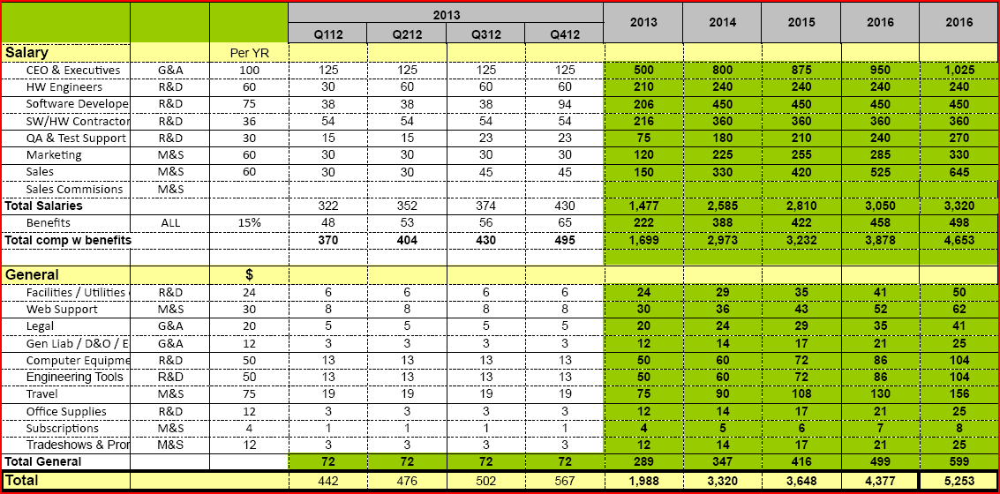 2013 2013 2014 2015 2016 2016
Q112 Q212 Q312 Q412
Salary Per YR
CEO & Executives G&A 100 125 125 125 125 500 800 875 950 1,025
HW Engineers R&D 60 30 60 60 60 210 240 240 240 240
Software Develope R&D 75 38 38 38 94 206 450 450 450 450
SW/HW Contractor R&D 36 54 54 54 54 216 360 360 360 360
QA & Test Support R&D 30 15 15 23 23 75 180 210 240 270
Marketing M&S 60 30 30 30 30 120 225 255 285 330
Sales M&S 60 30 30 45 45 150 330 420 525 645
Sales Commisions M&S
Total Salaries 322 352 374 430 1,477 2,585 2,810 3,050 3,320
Benefits ALL 15% 48 53 56 65 222 388 422 458 498
Total comp w benefits 370 404 430 495 1,699 2,973 3,232 3,878 4,653
General $
Facilities / Utilities R&D 24 6 6 6 6 24 29 35 41 50
Web Support M&S 30 8 8 8 8 30 36 43 52 62
Legal G&A 20 5 5 5 5 20 24 29 35 41
Gen Liab / D&O / E G&A 12 3 3 3 3 12 14 17 21 25
Computer Equipme R&D 50 13 13 13 13 50 60 72 86 104
Engineering Tools R&D 50 13 13 13 13 50 60 72 86 104
Travel M&S 75 19 19 19 19 75 90 108 130 156
Office Supplies R&D 12 3 3 3 3 12 14 17 21 25
Subscriptions M&S 4 1 1 1 1 4 5 6 7 8
Tradeshows & Pror M&S 12 3 3 3 3 12 14 17 21 25
Total General 72 72 72 72 289 347 416 499 599
Total 442 476 502 567 1,988 3,320 3,648 4,377 5,253